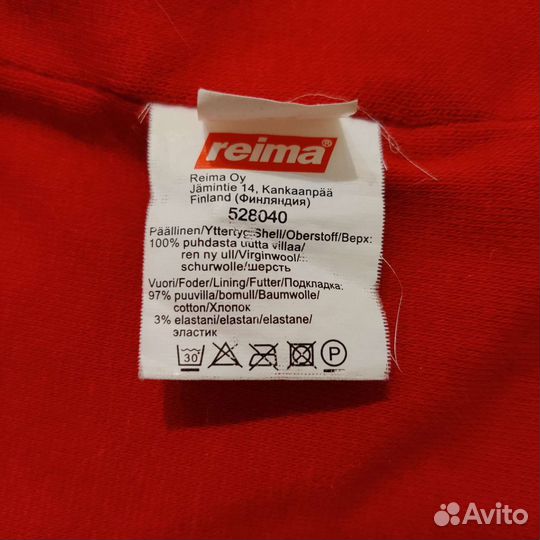 reima®
Reima Oy
Jämintie 14, Kankaanpää
Finland (Финляндия)
528040
Päällinen/Yttertyg/Shell/Oberstoff/Верх:
100% puhdasta uutta villaa/
ren ny ull/Virginwool/
schurwolle/шерсть
Vuori/Foder/Lining/Futter/Подкладка:
97% puuvilla/bomull/Baumwolle/
cotton/Хлопок
3% elastani/elastan/elastane/
эластик
30
P
Avito